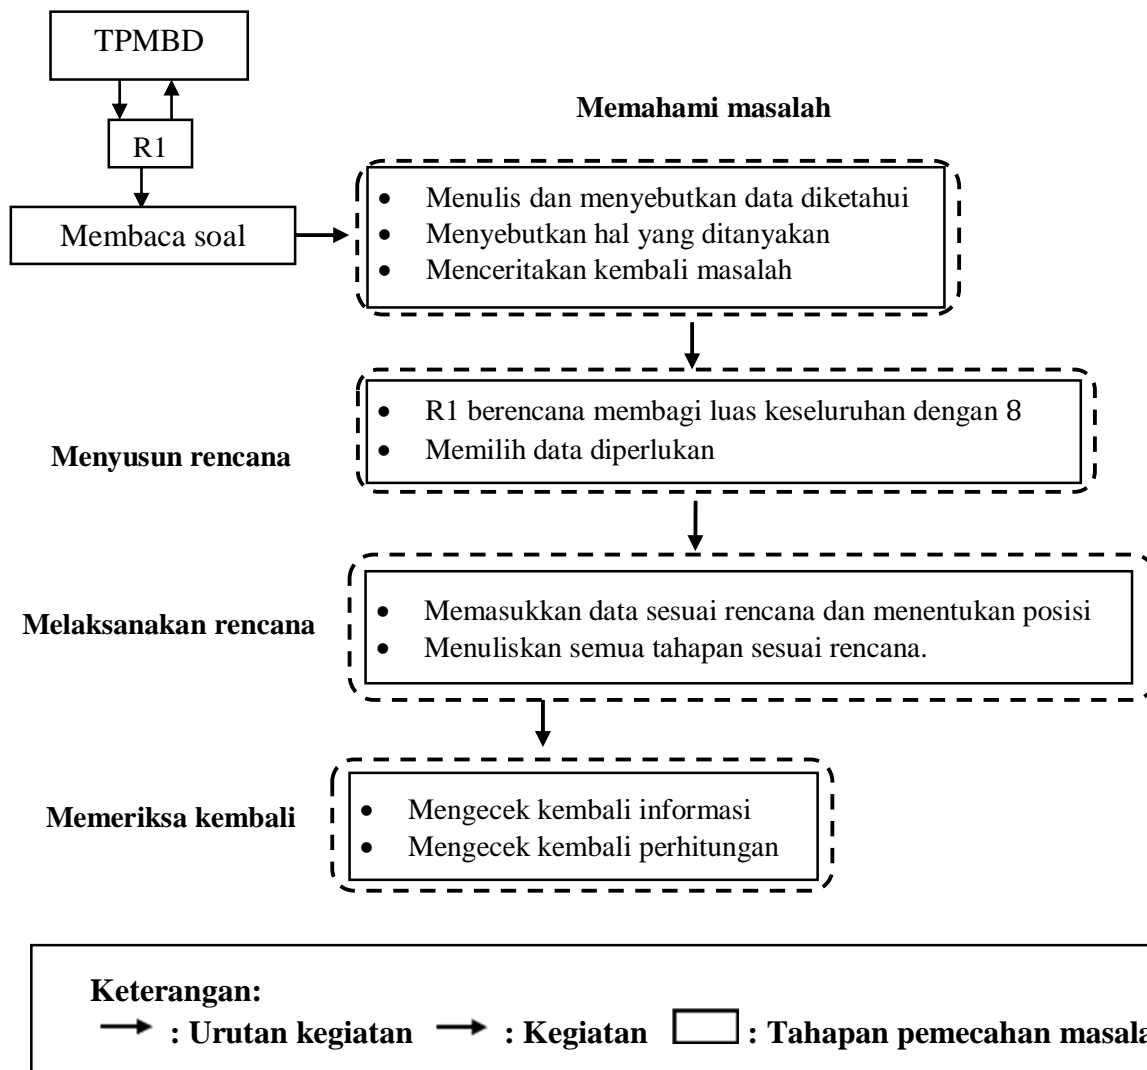 TPMBD
R1
Membaca soal
Memahami masalah
• Menulis dan menyebutkan data diketahui
• Menyebutkan hal yang ditanyakan
• Menceritakan kembali masalah
Menyusun rencana
• R1 berencana membagi luas keseluruhan dengan 8
• Memilih data diperlukan
Melaksanakan rencana
• Memasukkan data sesuai rencana dan menentukan posisi
• Menuliskan semua tahapan sesuai rencana.
Memeriksa kembali
• Mengecek kembali informasi
• Mengecek kembali perhitungan
Keterangan:
: Urutan kegiatan : Kegiatan : Tahapan pemecahan masala